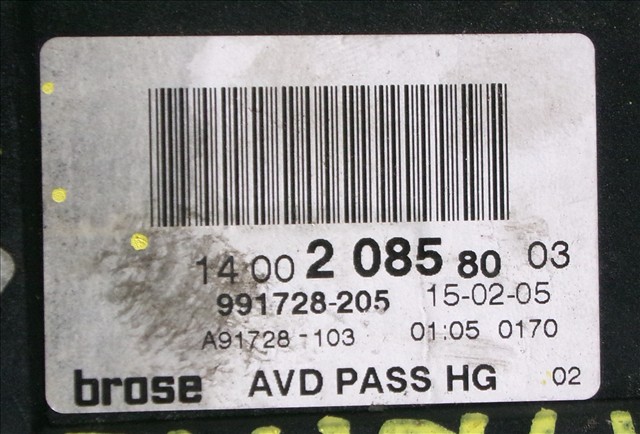 14 00 2 085 80 03
991728-205 15-02-05
A91728-103 01:05 0170
brose AVD PASS HG 02